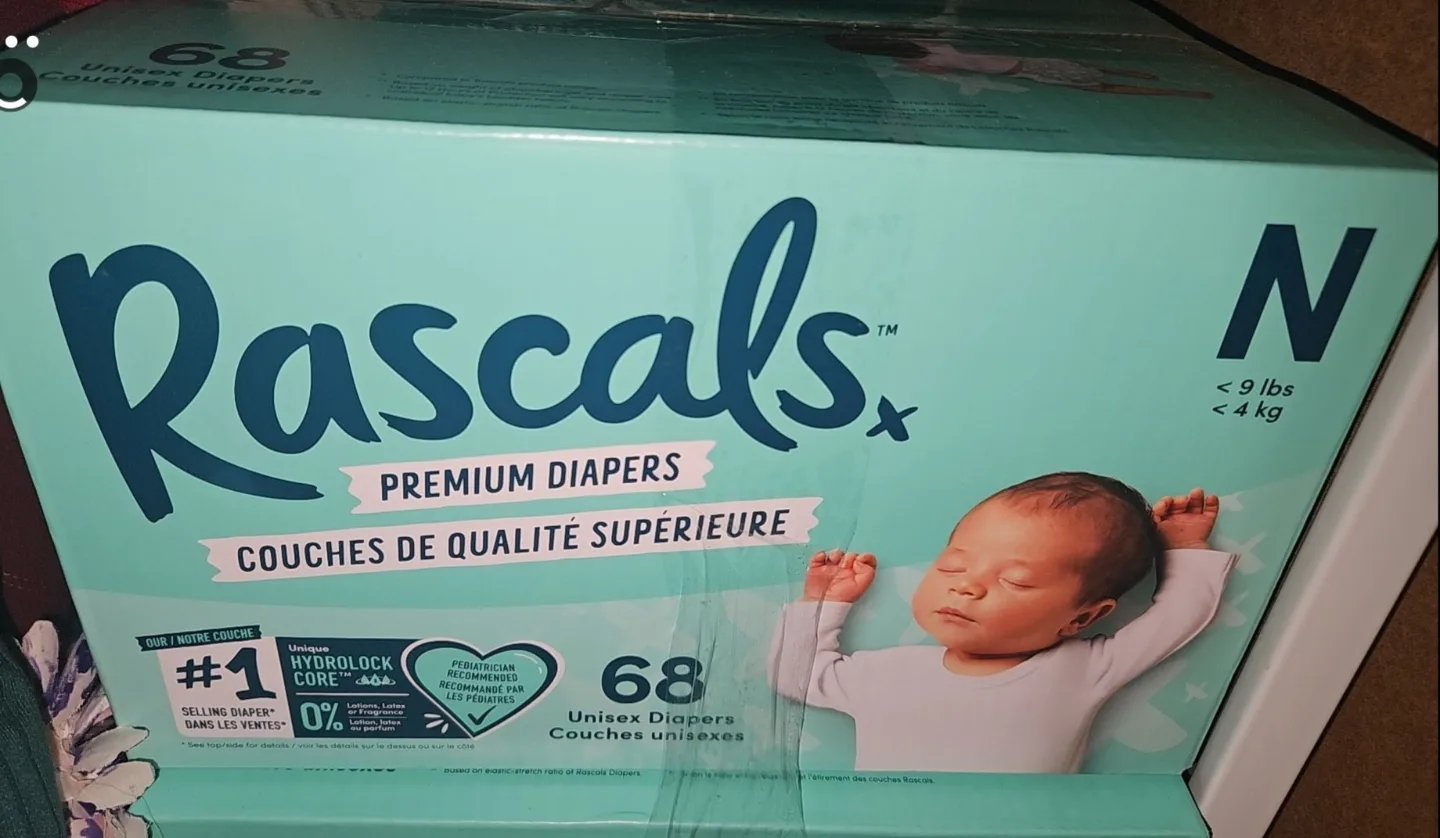 68
Unisex Diapers
Couches unisexes
Rascals™
N
< 9 lbs
< 4 kg
PREMIUM DIAPERS
COUCHES DE QUALITÉ SUPÉRIEURE
OUR / NOTRE COUCHE
#1
SELLING DIAPER*
DANS LES VENTES*
Unique
HYDROLOCK
CORE™
0%
Lotions, Latex
or Fragrance
Lotion, latex
ou parfum
PEDIATRICIAN
RECOMMENDED
RECOMMANDÉ PAR
LES PÉDIATRES
68
Unisex Diapers
Couches unisexes
* See top/side for details / voir les détails sur le dessus ou sur le côté
Based on elastic-stretch ratio of Rascals Diapers.
l'étirement des couches Rascals.